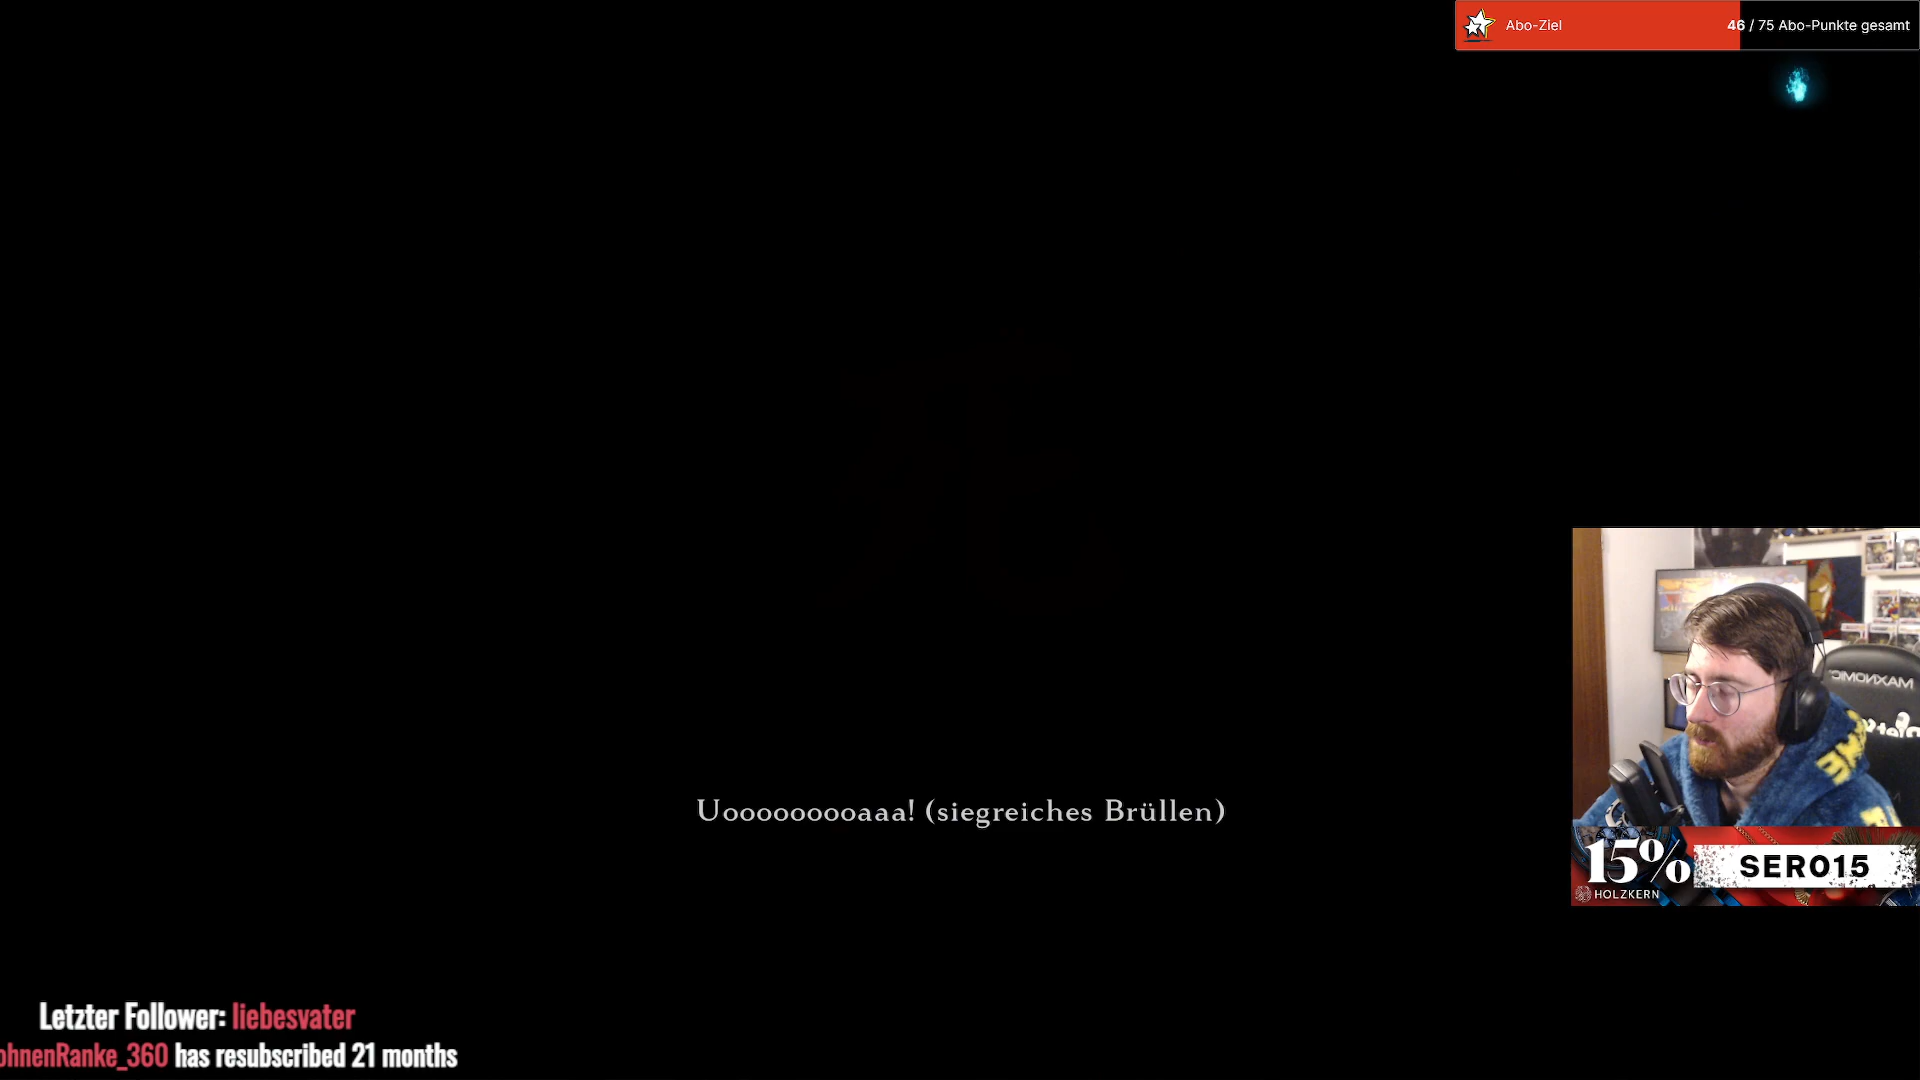 Abo-Ziel
46 / 75 Abo-Punkte gesamt
死
MAXNOMIC
Uooooooooaaa! (siegreiches Brüllen)
15%
SERO15
HOLZKERN
Letzter Follower: liebesvater
ohnenRanke_360 has resubscribed 21 months